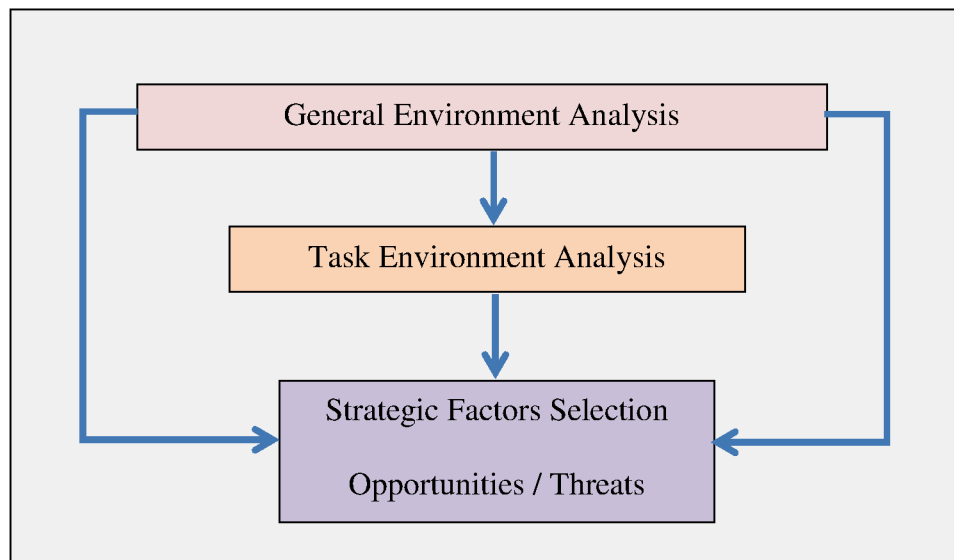 General Environment Analysis
Task Environment Analysis
Strategic Factors Selection
Opportunities / Threats